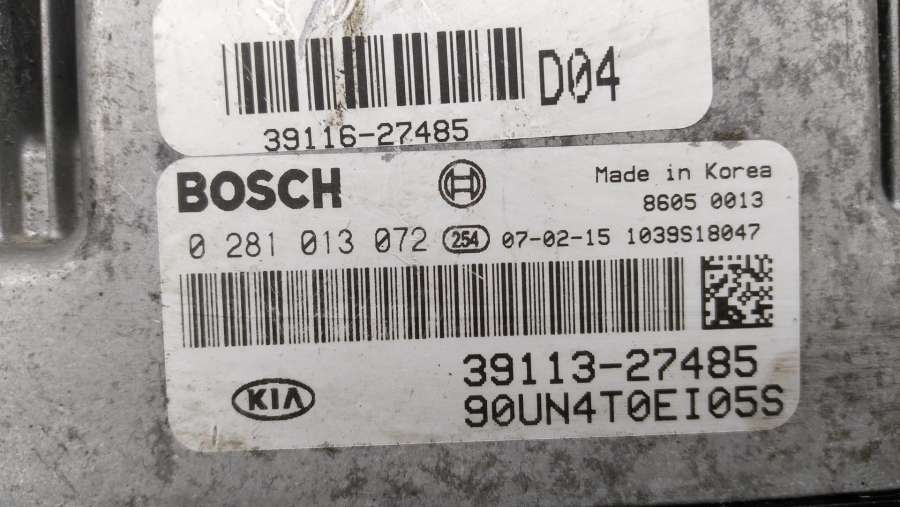 D04
39116-27485
BOSCH
Made in Korea
8605 0013
0 281 013 072 254 07-02-15 1039S18047
39113-27485
KIA
90UN4T0EI05S